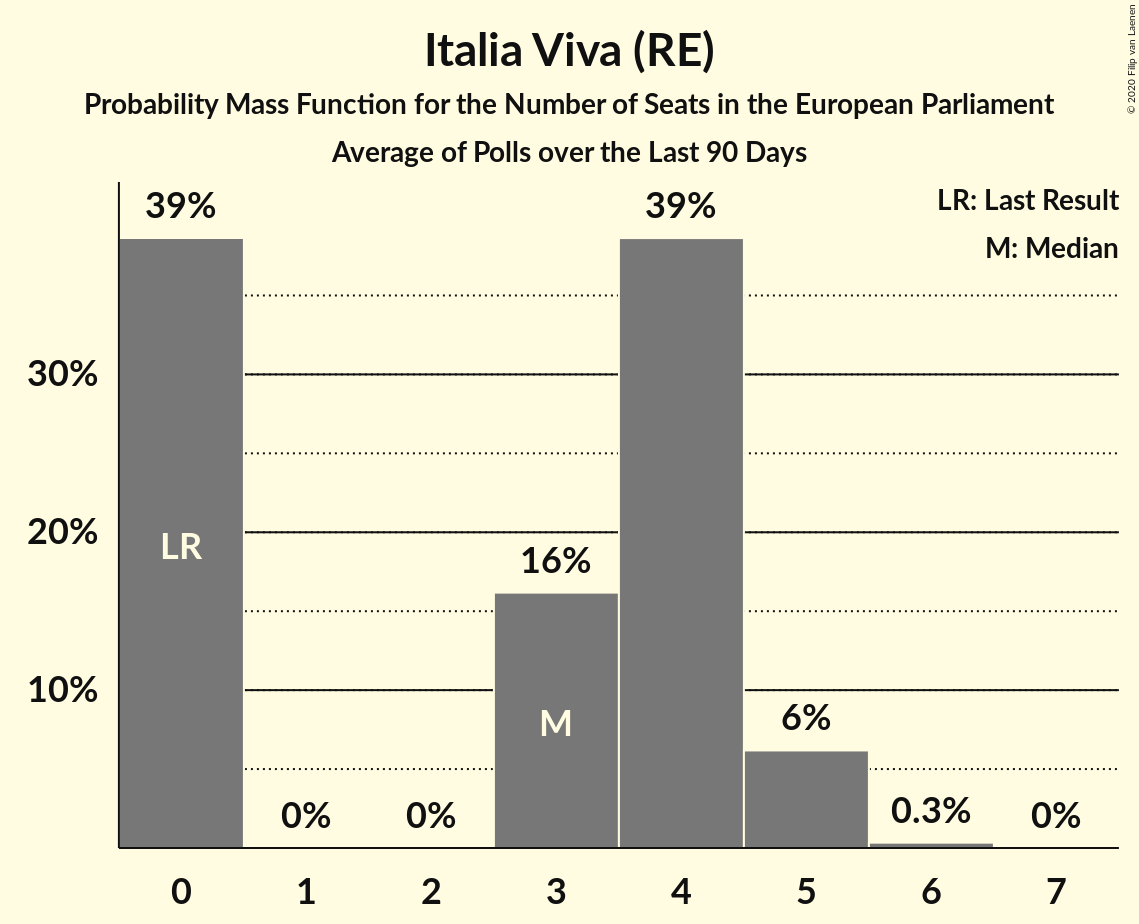 Italia Viva (RE)
Probability Mass Function for the Number of Seats in the European Parliament
Average of Polls over the Last 90 Days
© 2020 Filip van Laenen
LR: Last Result
M: Median
39%
0%
0%
16%
39%
6%
0.3%
0%
LR
M
30%
20%
10%
0 1 2 3 4 5 6 7